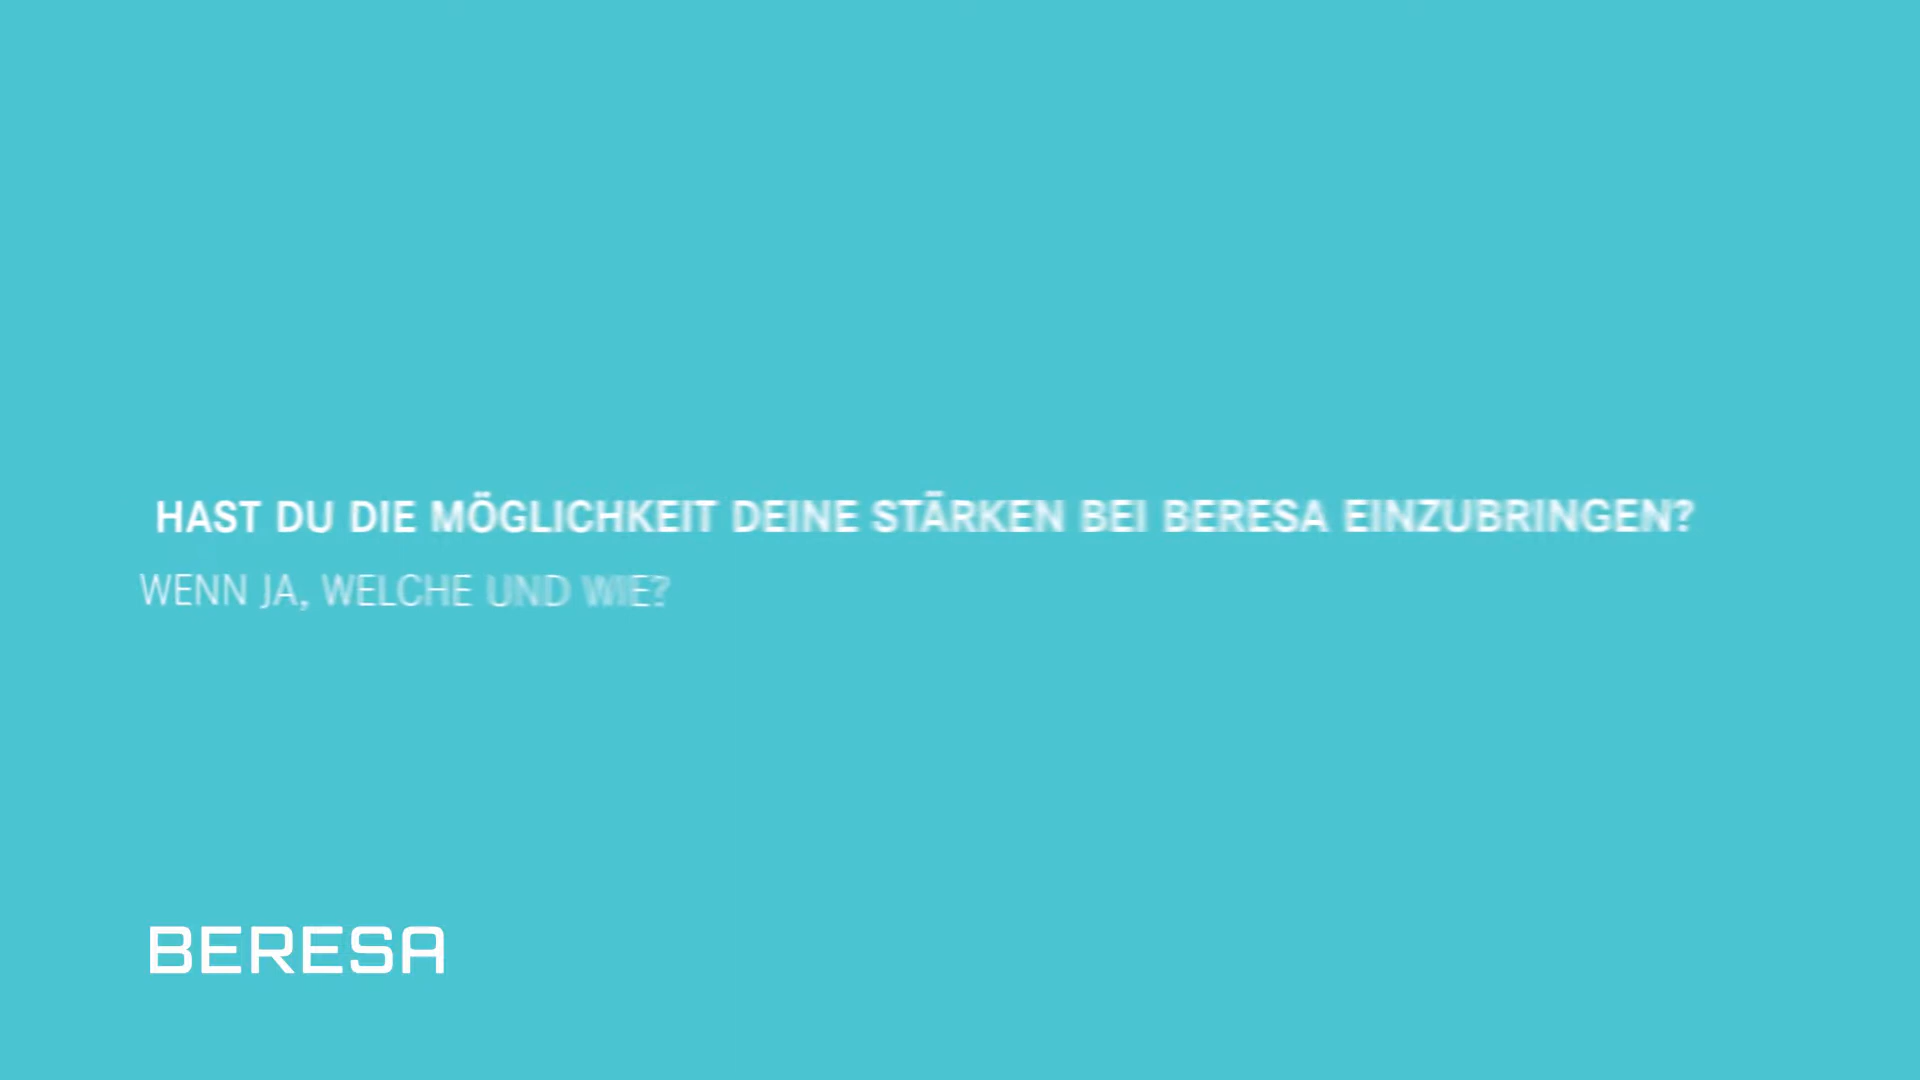 HAST DU DIE MÖGLICHKEIT DEINE STÄRKEN BEI BERESA EINZUBRINGEN?
WENN JA, WELCHE UND WIE?
BERESA